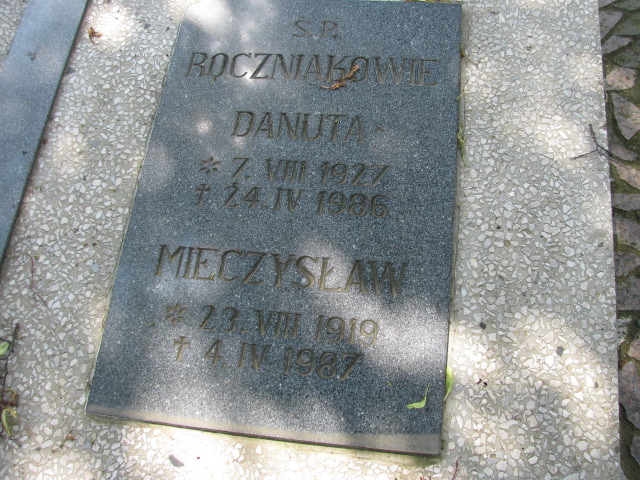 Ś.P.
ROCZNIAKOWIE
DANUTA
* 7. VIII 1927
† 24. IV 1986
MIECZYSŁAW
* 23. VIII 1919
† 4 IV 1987